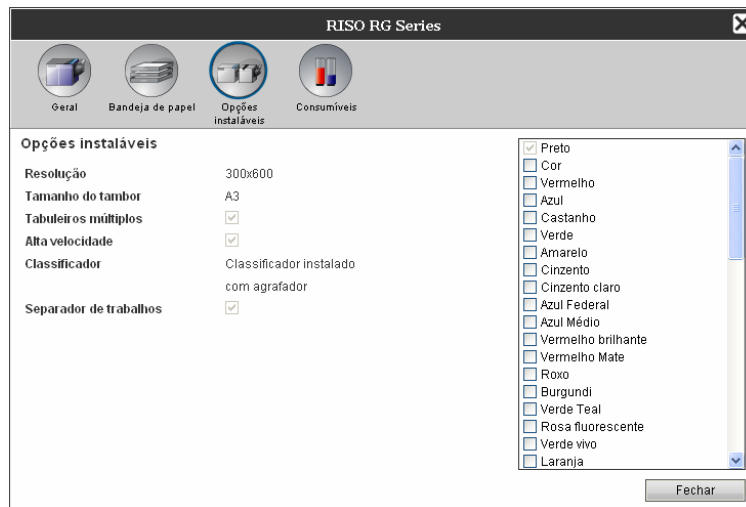 RISO RG Series
Geral
Bandeja de papel
Opções
instaláveis
Consumíveis
Opções instaláveis
Resolução 300x600
Tamanho do tambor A3
Tabuleiros múltiplos
Alta velocidade
Classificador Classificador instalado
com agrafador
Separador de trabalhos
Preto
Cor
Vermelho
Azul
Castanho
Verde
Amarelo
Cinzento
Cinzento claro
Azul Federal
Azul Médio
Vermelho brilhante
Vermelho Mate
Roxo
Burgundi
Verde Teal
Rosa fluorescente
Verde vivo
Laranja
Fechar